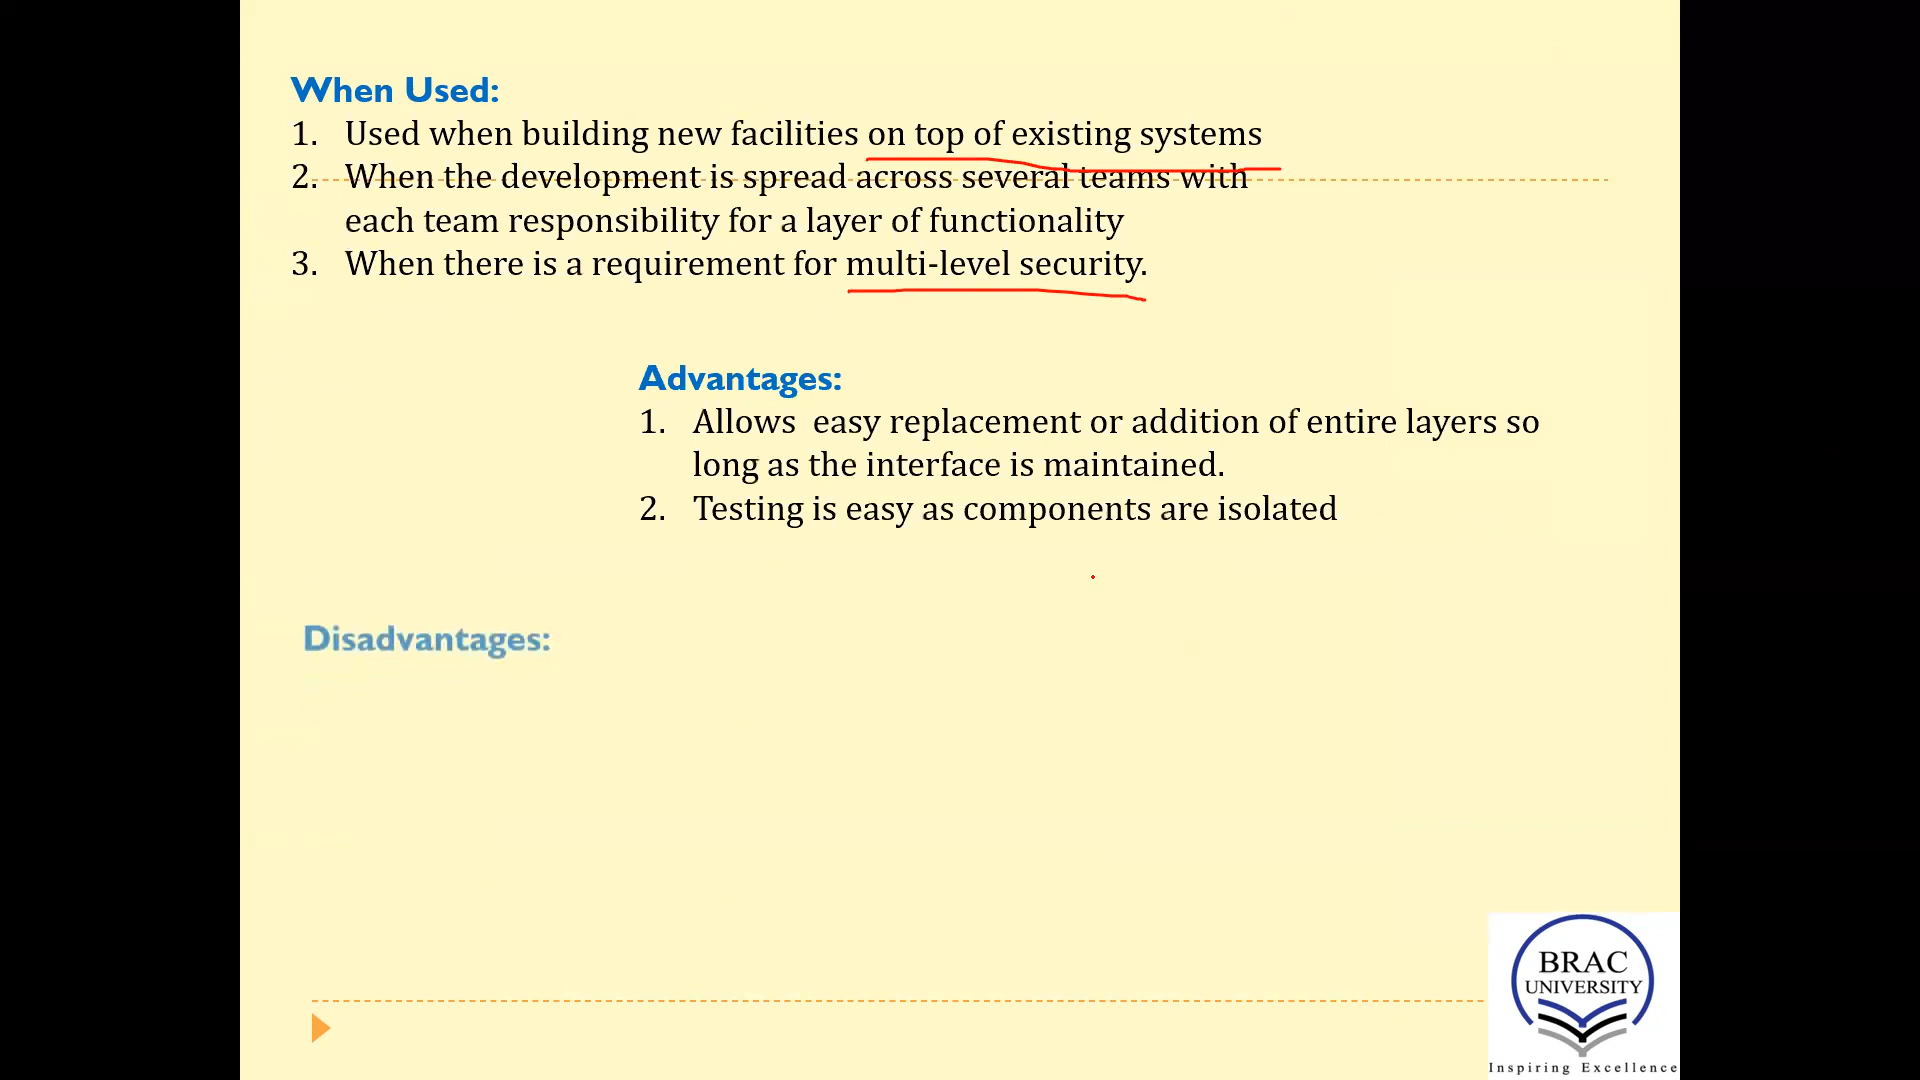 When Used:
1. Used when building new facilities on top of existing systems
2. When the development is spread across several teams with
each team responsibility for a layer of functionality
3. When there is a requirement for multi-level security.
Advantages:
1. Allows easy replacement or addition of entire layers so
long as the interface is maintained.
2. Testing is easy as components are isolated
Disadvantages:
BRAC
UNIVERSITY
Inspiring Excellence